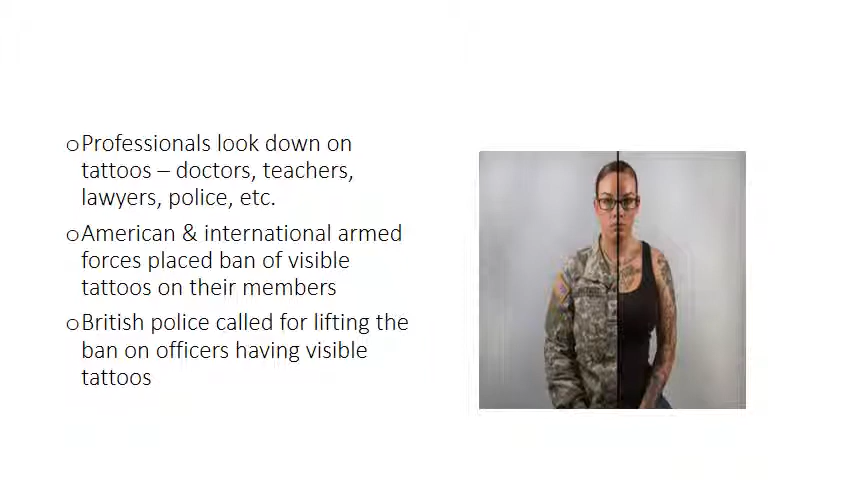 oProfessionals look down on
tattoos – doctors, teachers,
lawyers, police, etc.
oAmerican & international armed
forces placed ban of visible
tattoos on their members
oBritish police called for lifting the
ban on officers having visible
tattoos